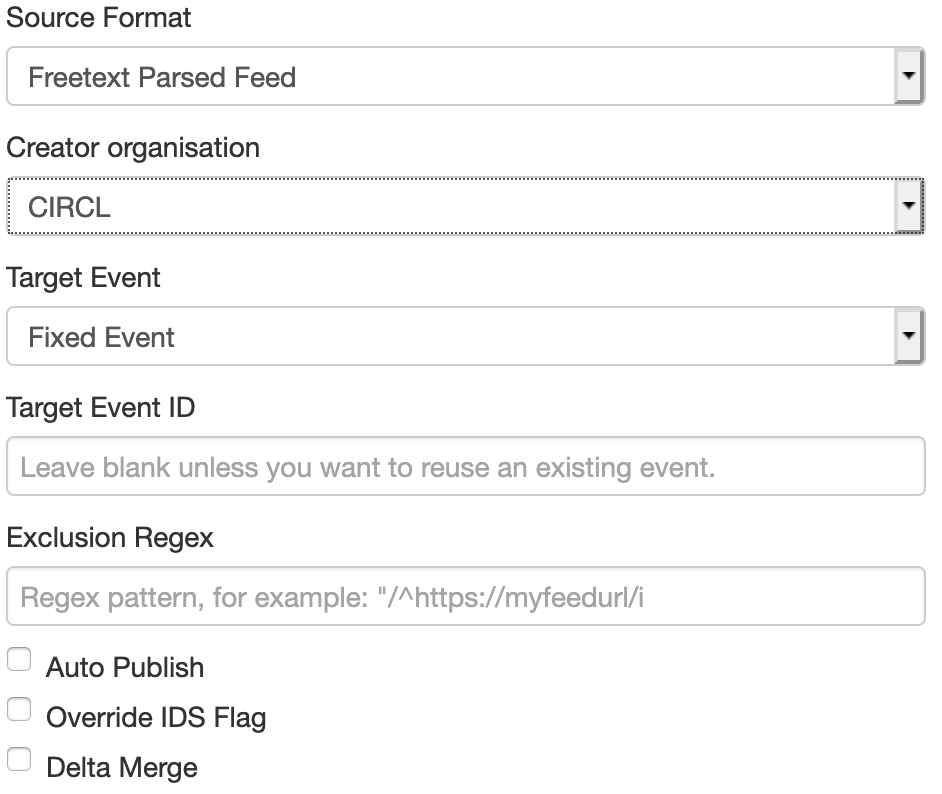 Source Format
Freetext Parsed Feed
Creator organisation
CIRCL
Target Event
Fixed Event
Target Event ID
Leave blank unless you want to reuse an existing event.
Exclusion Regex
Regex pattern, for example: "/^https://myfeedurl/i
Auto Publish
Override IDS Flag
Delta Merge